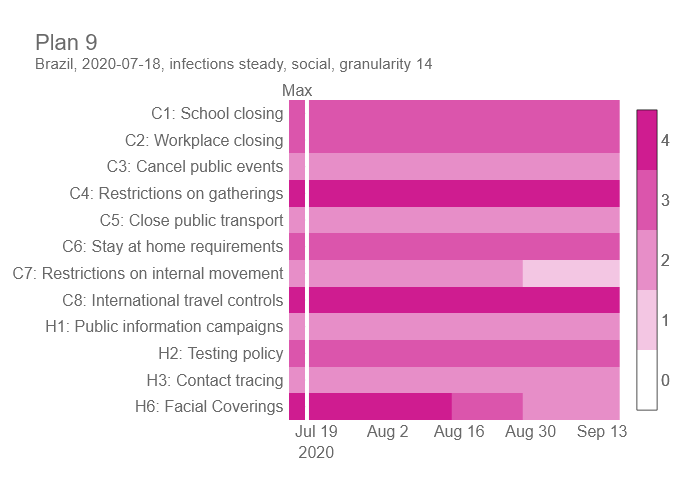 Plan 9
Brazil, 2020-07-18, infections steady, social, granularity 14
Max
C1: School closing
C2: Workplace closing
C3: Cancel public events
C4: Restrictions on gatherings
C5: Close public transport
C6: Stay at home requirements
C7: Restrictions on internal movement
C8: International travel controls
H1: Public information campaigns
H2: Testing policy
H3: Contact tracing
H6: Facial Coverings
Jul 19 Aug 2 Aug 16 Aug 30 Sep 13
2020
4
3
2
1
0